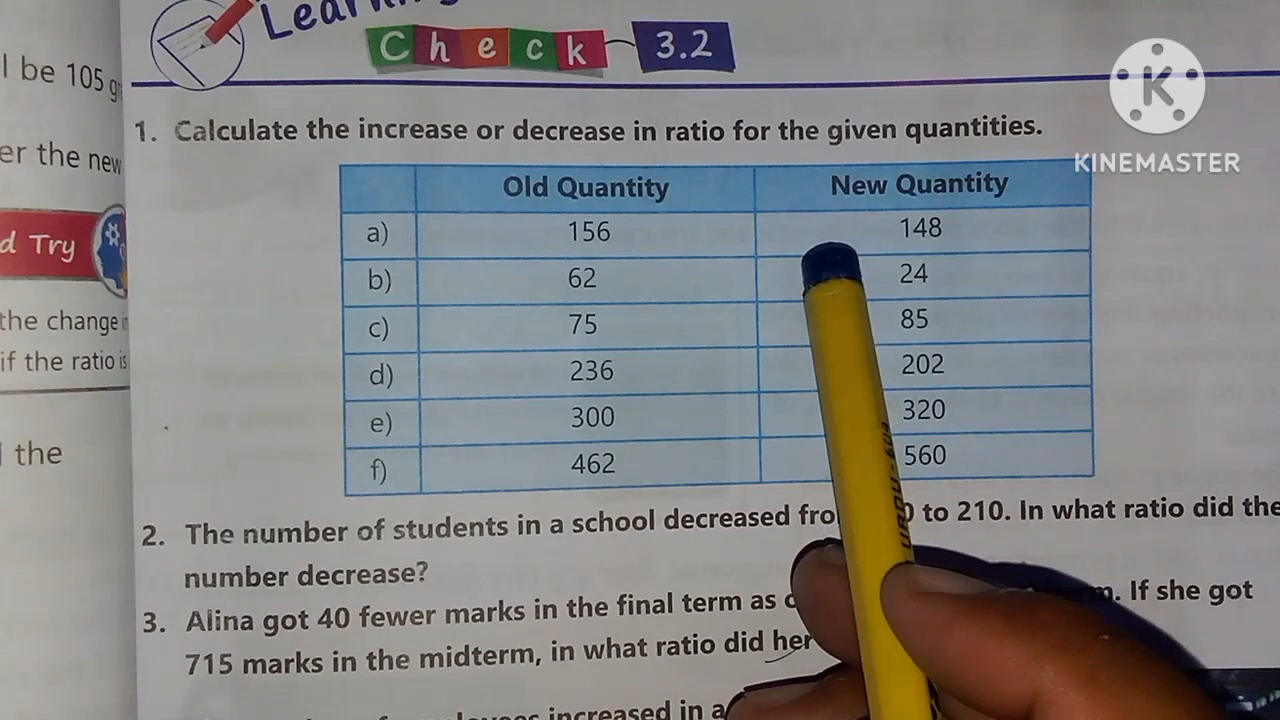 Learnin
Check 3.2
l be 105 g
er the new
d Try
the change
if the ratio is
the
KINEMASTER
1. Calculate the increase or decrease in ratio for the given quantities.
Old Quantity New Quantity
a) 156 148
b) 62 24
c) 75 85
d) 236 202
e) 300 320
f) 462 560
2. The number of students in a school decreased fro 0 to 210. In what ratio did the
number decrease?
3. Alina got 40 fewer marks in the final term as If she got
715 marks in the midterm, in what ratio did her
increased in a